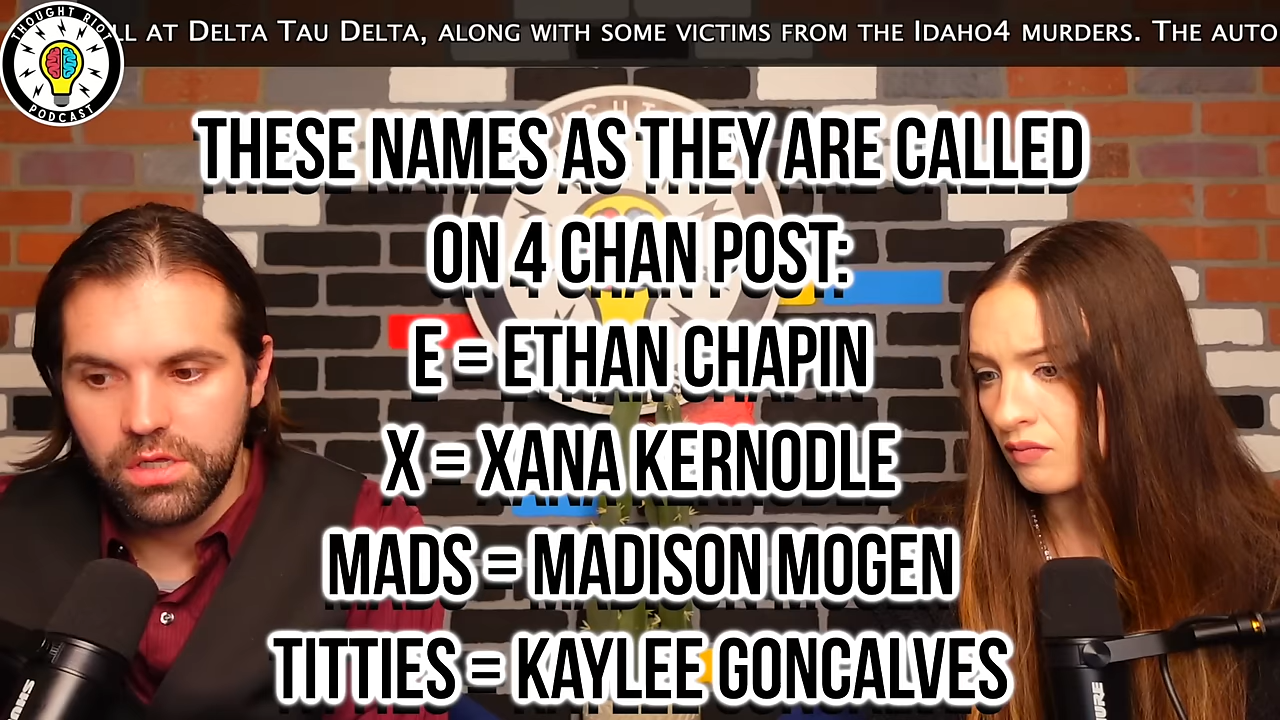 LL AT DELTA TAU DELTA, ALONG WITH SOME VICTIMS FROM THE IDAHO4 MURDERS. THE AUTO
THOUGHT RIOT
PODCAST
THESE NAMES AS THEY ARE CALLED
ON 4 CHAN POST:
E = ETHAN CHAPIN
X = XANA KERNODLE
MADS = MADISON MOGEN
TITTIES = KAYLEE GONCALVES